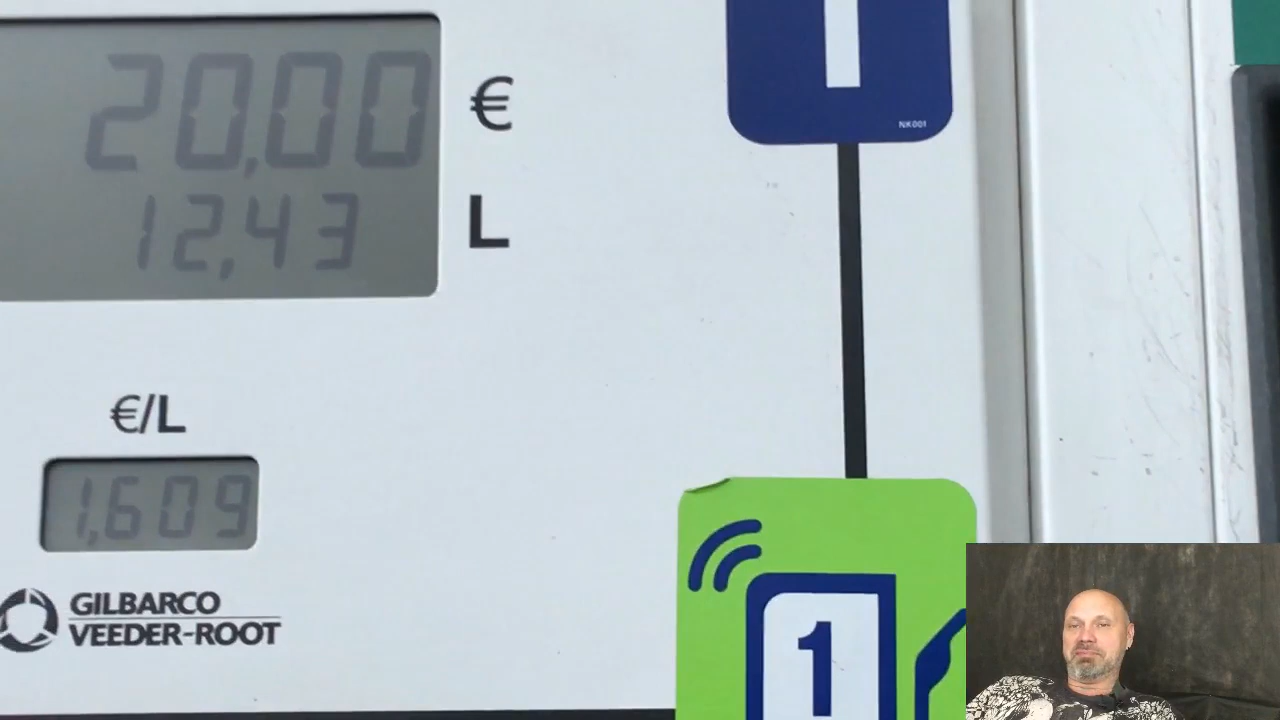 20,00 €
12,43 L
€/L
1,609
GILBARCO
VEEDER-ROOT
1
NK001
1